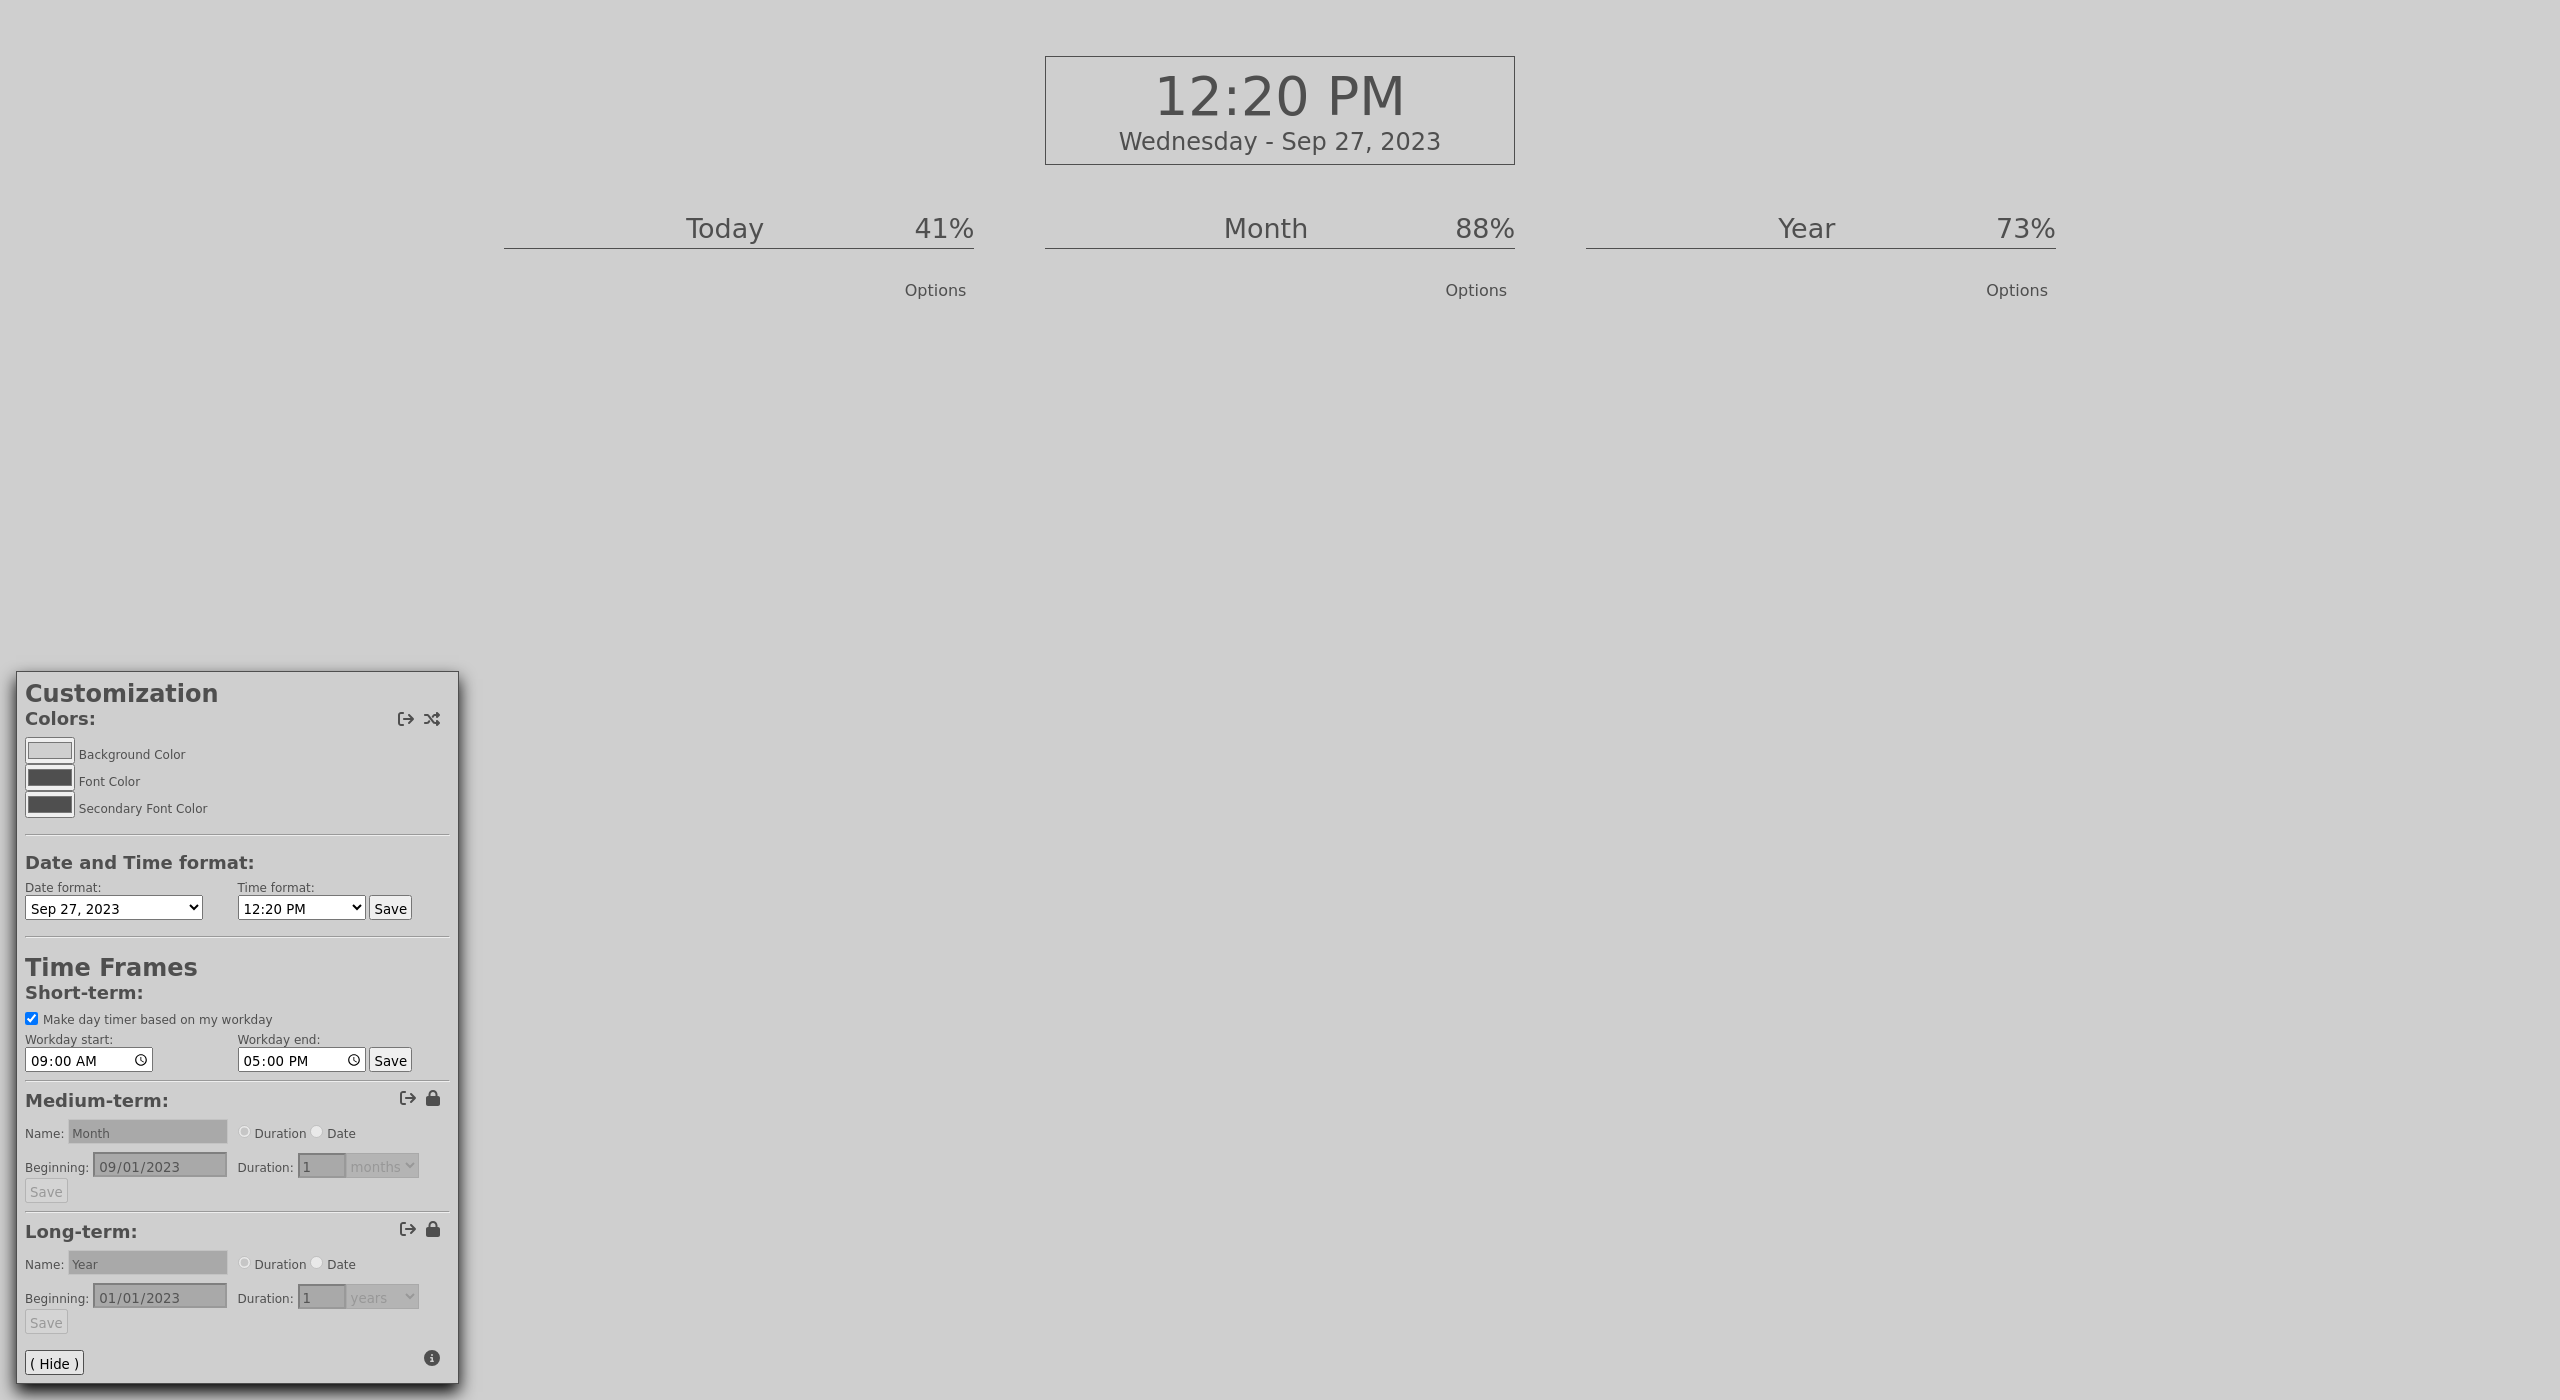 12:20 PM
Wednesday - Sep 27, 2023
Today 41%
Month 88%
Year 73%
Options
Options
Options
Customization
Colors:
Background Color
Font Color
Secondary Font Color
Date and Time format:
Date format: Time format:
Sep 27, 2023 12:20 PM Save
Time Frames
Short-term:
Make day timer based on my workday
Workday start: Workday end:
09:00 AM 05:00 PM Save
Medium-term:
Name: Month Duration Date
Beginning: 09/01/2023 Duration: 1 months
Save
Long-term:
Name: Year Duration Date
Beginning: 01/01/2023 Duration: 1 years
Save
( Hide )